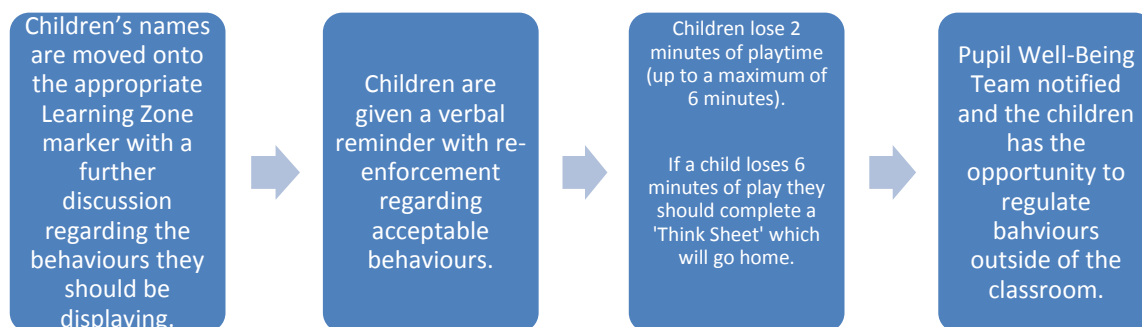 Children’s names
are moved onto
the appropriate
Learning Zone
marker with a
further
discussion
regarding the
behaviours they
should be
displaying.
Children are
given a verbal
reminder with re-
enforcement
regarding
acceptable
behaviours.
Children lose 2
minutes of playtime
(up to a maximum of
6 minutes).
If a child loses 6
minutes of play they
should complete a
'Think Sheet' which
will go home.
Pupil Well-Being
Team notified
and the children
has the
opportunity to
regulate
bahviours
outside of the
classroom.